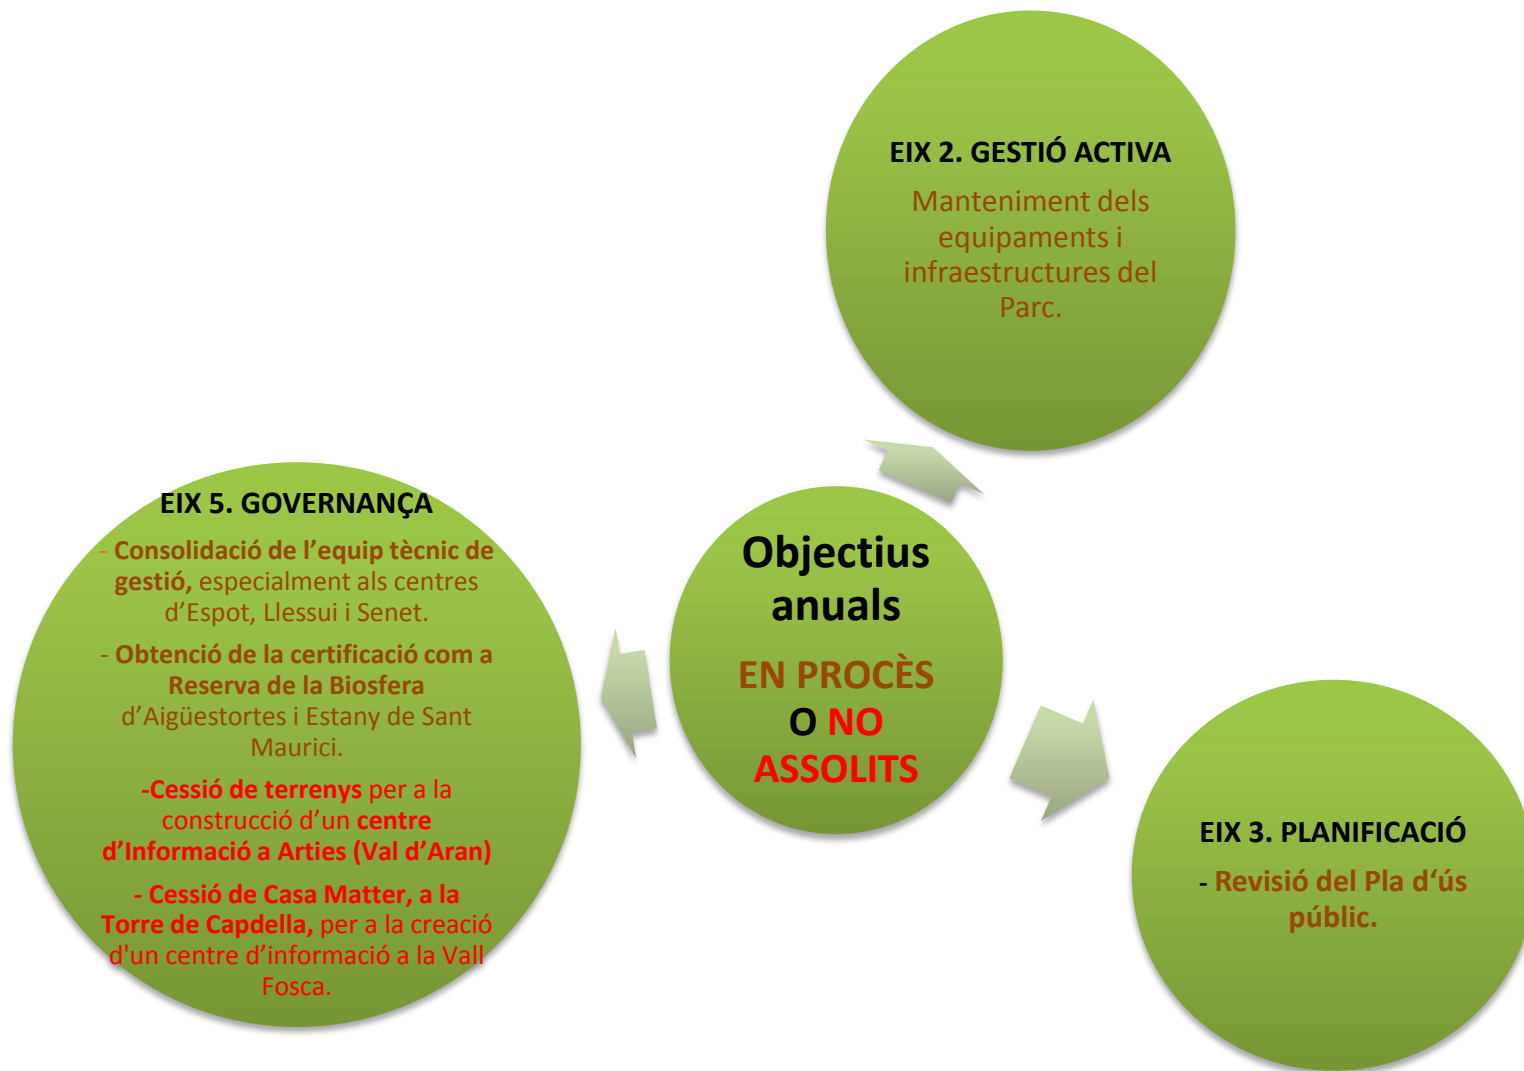 EIX 2. GESTIÓ ACTIVA
Manteniment dels
equipaments i
infraestructures del
Parc.
EIX 5. GOVERNANÇA
- Consolidació de l’equip tècnic de
gestió, especialment als centres
d’Espot, Llessui i Senet.
- Obtenció de la certificació com a
Reserva de la Biosfera
d’Aigüestortes i Estany de Sant
Maurici.
-Cessió de terrenys per a la
construcció d’un centre
d’Informació a Arties (Val d’Aran)
- Cessió de Casa Matter, a la
Torre de Capdella, per a la creació
d'un centre d’informació a la Vall
Fosca.
Objectius
anuals
EN PROCÈS
O NO
ASSOLITS
EIX 3. PLANIFICACIÓ
- Revisió del Pla d‘ús
públic.